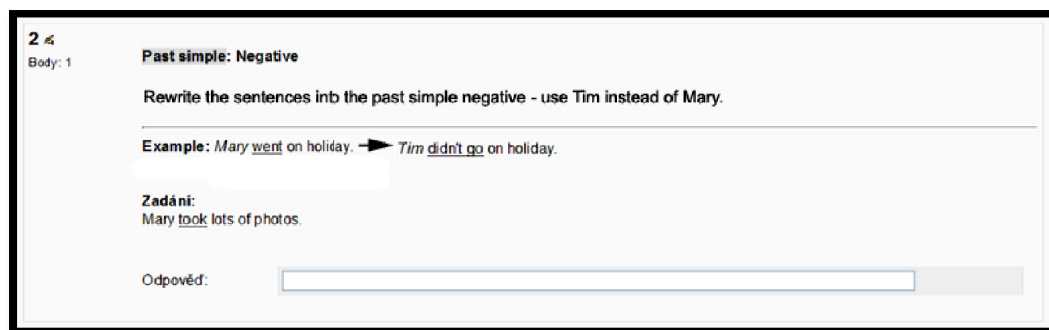 2
Body: 1
Past simple: Negative
Rewrite the sentences into the past simple negative - use Tim instead of Mary.
Example: Mary went on holiday. Tim didn't go on holiday.
Zadání:
Mary took lots of photos.
Odpověď: